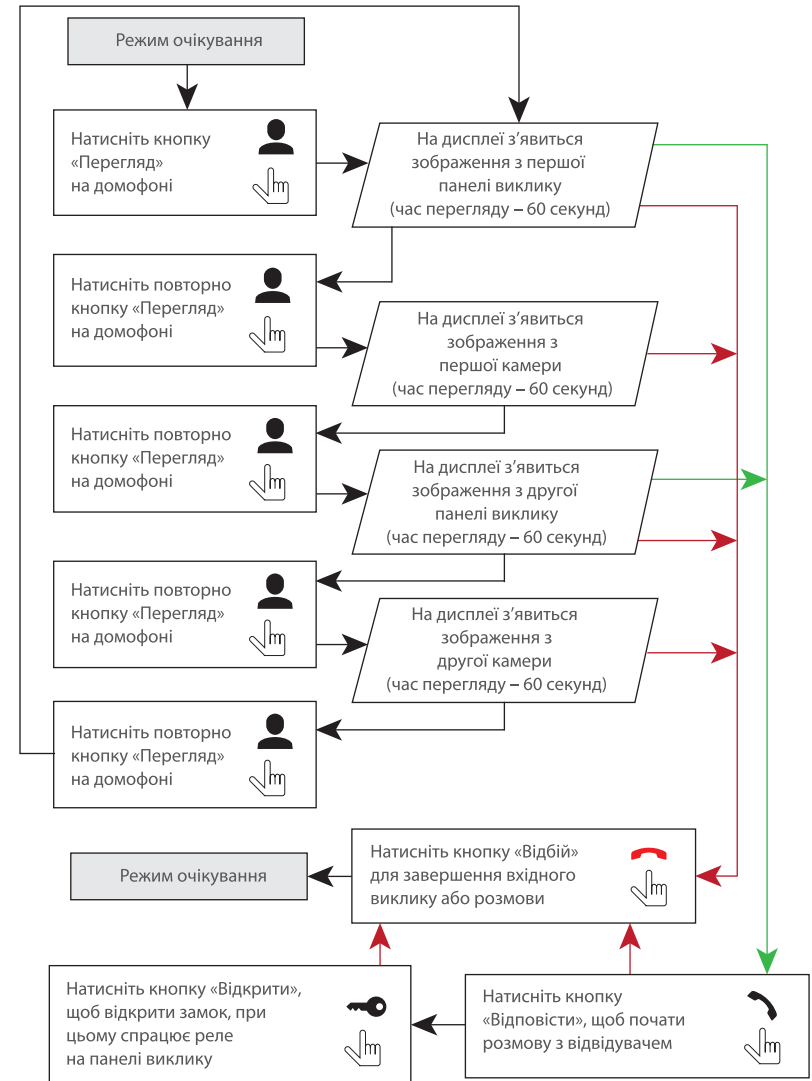 Режим очікування
Натисніть кнопку
«Перегляд»
на домофоні
На дисплеї з’явиться
зображення з першої
панелі виклику
(час перегляду – 60 секунд)
Натисніть повторно
кнопку «Перегляд»
на домофоні
На дисплеї з’явиться
зображення з
першої камери
(час перегляду – 60 секунд)
Натисніть повторно
кнопку «Перегляд»
на домофоні
На дисплеї з’явиться
зображення з другої
панелі виклику
(час перегляду – 60 секунд)
Натисніть повторно
кнопку «Перегляд»
на домофоні
На дисплеї з’явиться
зображення з
другої камери
(час перегляду – 60 секунд)
Натисніть повторно
кнопку «Перегляд»
на домофоні
Режим очікування
Натисніть кнопку «Відбій»
для завершення вхідного
виклику або розмови
Натисніть кнопку «Відкрити»,
щоб відкрити замок, при
цьому спрацює реле
на панелі виклику
Натисніть кнопку
«Відповісти», щоб почати
розмову з відвідувачем